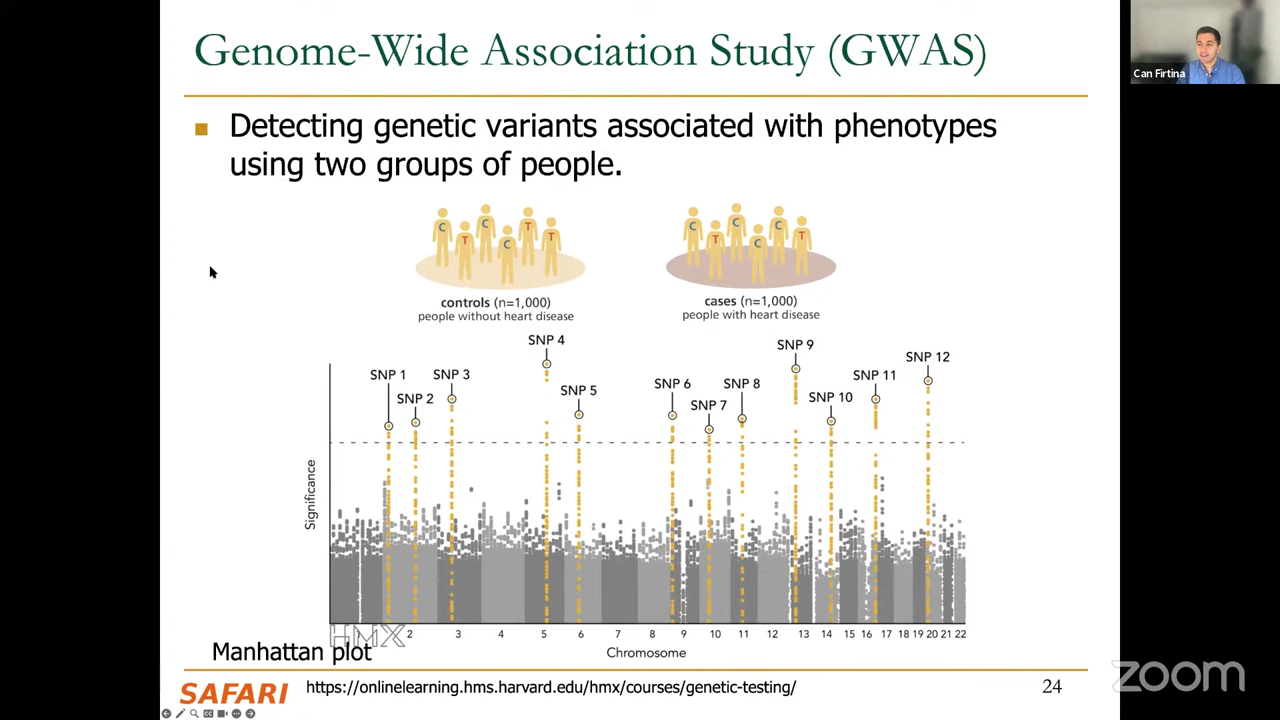 Genome-Wide Association Study (GWAS)
Can Firtina
Detecting genetic variants associated with phenotypes
using two groups of people.
C T C C T T
C T C C C T
controls (n=1,000)
people without heart disease
cases (n=1,000)
people with heart disease
SNP 1
SNP 2
SNP 3
SNP 4
SNP 5
SNP 6
SNP 7
SNP 8
SNP 9
SNP 10
SNP 11
SNP 12
Significance
1 2 3 4 5 6 7 8 9 10 11 12 13 14 15 16 17 18 19 20 21 22
HMX
Chromosome
Manhattan plot
SAFARI
https://onlinelearning.hms.harvard.edu/hmx/courses/genetic-testing/
24
zoom